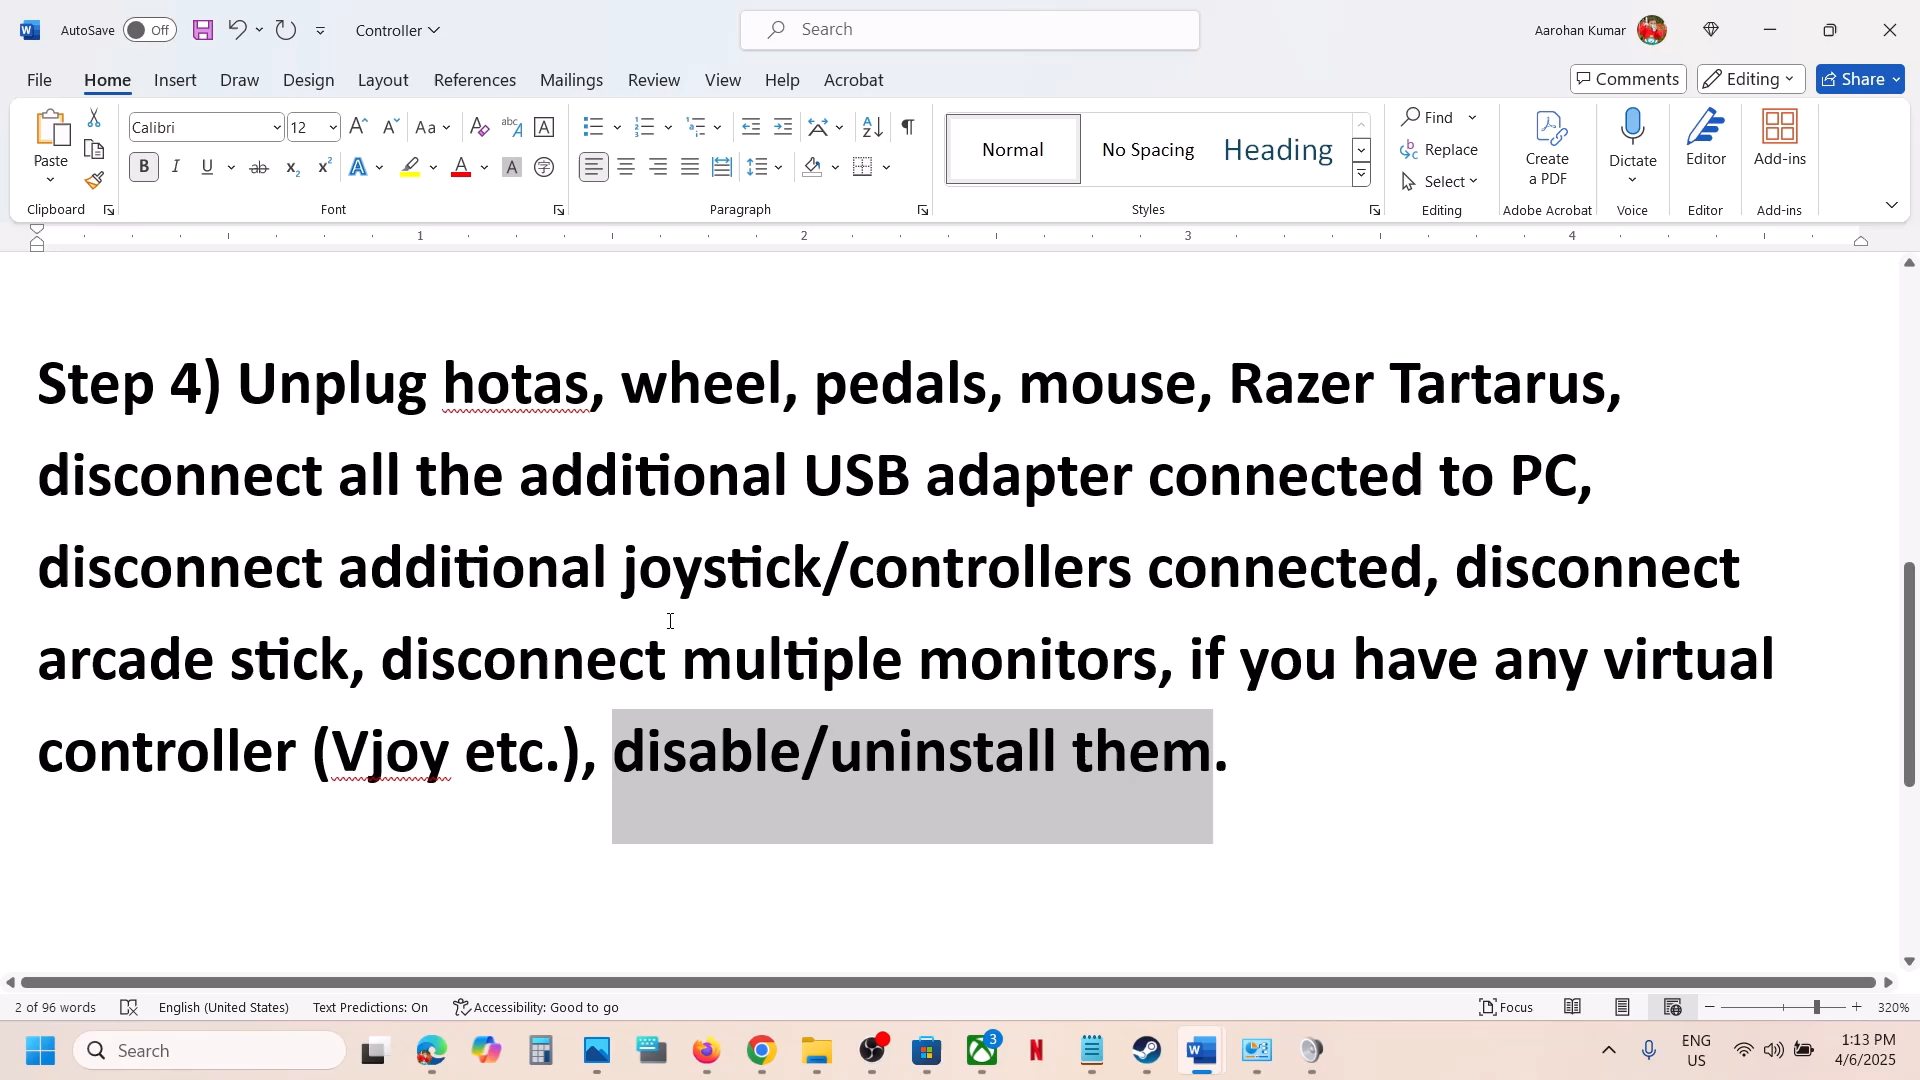 AutoSave Off Controller Search Aarohan Kumar
File Home Insert Draw Design Layout References Mailings Review View Help Acrobat Comments Editing Share
Calibri 12 Normal No Spacing Heading
Paste Find Replace Select Create a PDF Dictate Editor Add-ins
Clipboard Font Paragraph Styles Editing Adobe Acrobat Voice Editor Add-ins
1 2 3 4
Step 4) Unplug hotas, wheel, pedals, mouse, Razer Tartarus,
disconnect all the additional USB adapter connected to PC,
disconnect additional joystick/controllers connected, disconnect
arcade stick, disconnect multiple monitors, if you have any virtual
controller (Vjoy etc.), disable/uninstall them.
2 of 96 words English (United States) Text Predictions: On Accessibility: Good to go Focus 320%
Search 3 ENG US 1:13 PM 4/6/2025